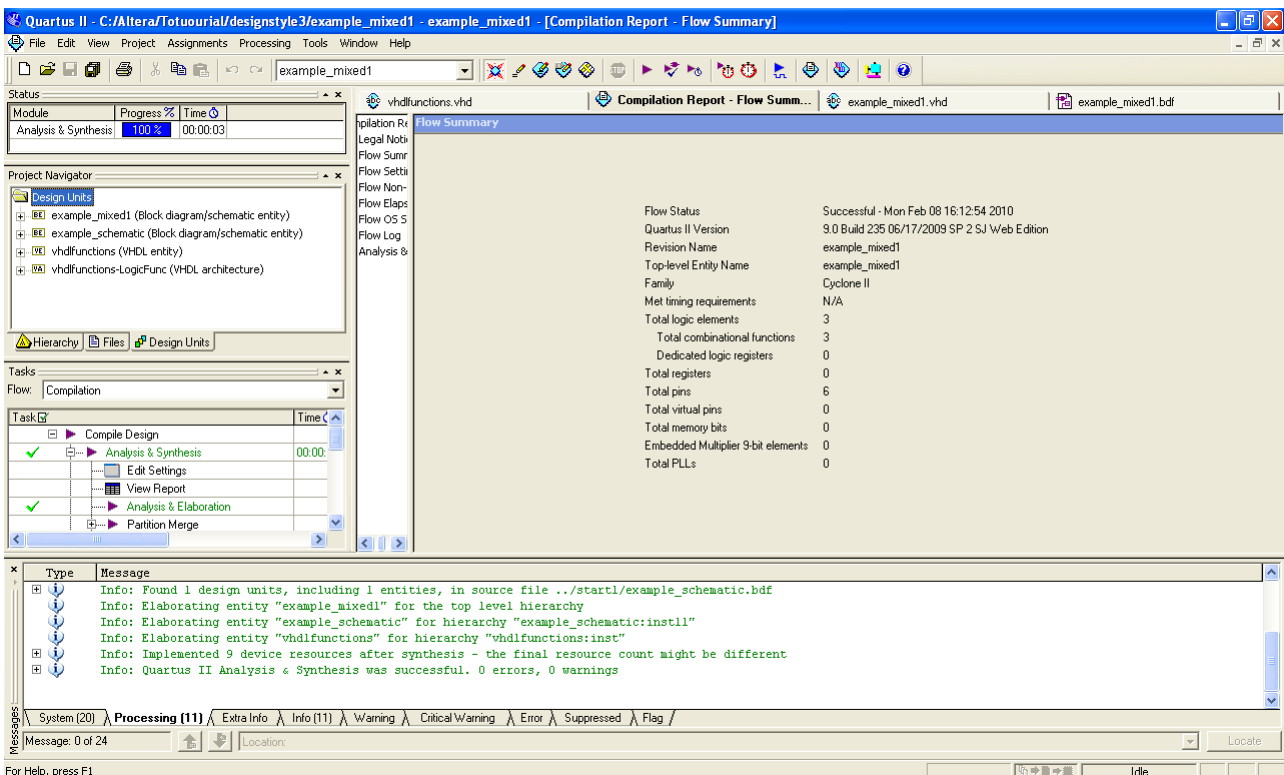 Quartus II - C:/Altera/Totuourial/designstyle3/example_mixed1 - example_mixed1 - [Compilation Report - Flow Summary]
File Edit View Project Assignments Processing Tools Window Help
example_mixed1
Status
Module Progress % Time
Analysis & Synthesis 100 % 00:00:03
Project Navigator
Design Units
BE example_mixed1 (Block diagram/schematic entity)
BE example_schematic (Block diagram/schematic entity)
VE vhdlfunctions (VHDL entity)
VA vhdlfunctions-LogicFunc (VHDL architecture)
Hierarchy Files Design Units
Tasks
Flow: Compilation
Task Time
Compile Design
Analysis & Synthesis 00:00:
Edit Settings
View Report
Analysis & Elaboration
Partition Merge
abc vhdlfunctions.vhd Compilation Report - Flow Summ... abc example_mixed1.vhd example_mixed1.bdf
npilation Re
Legal Noti
Flow Sumr
Flow Settii
Flow Non-
Flow Elaps
Flow OS S
Flow Log
Analysis &
Flow Summary
Flow Status Successful - Mon Feb 08 16:12:54 2010
Quartus II Version 9.0 Build 235 06/17/2009 SP 2 SJ Web Edition
Revision Name example_mixed1
Top-level Entity Name example_mixed1
Family Cyclone II
Met timing requirements N/A
Total logic elements 3
Total combinational functions 3
Dedicated logic registers 0
Total registers 0
Total pins 6
Total virtual pins 0
Total memory bits 0
Embedded Multiplier 9-bit elements 0
Total PLLs 0
Type Message
Info: Found 1 design units, including 1 entities, in source file ../start1/example_schematic.bdf
Info: Elaborating entity "example_mixed1" for the top level hierarchy
Info: Elaborating entity "example_schematic" for hierarchy "example_schematic:inst11"
Info: Elaborating entity "vhdlfunctions" for hierarchy "vhdlfunctions:inst"
Info: Implemented 9 device resources after synthesis - the final resource count might be different
Info: Quartus II Analysis & Synthesis was successful. 0 errors, 0 warnings
Messages
System (20) Processing (11) Extra Info Info (11) Warning Critical Warning Error Suppressed Flag
Message: 0 of 24 Location: Locate
For Help, press F1 Idle